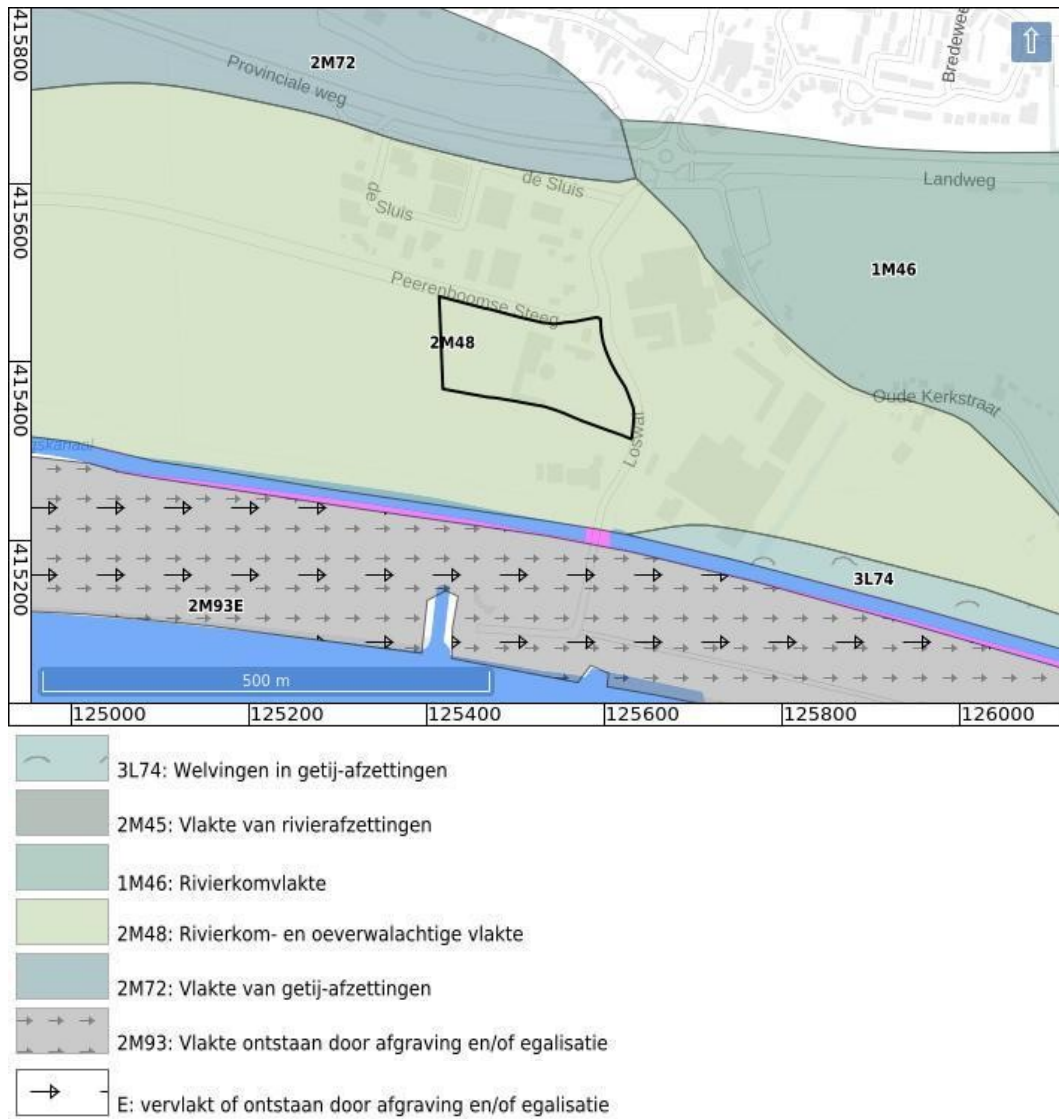 415800
415600
415400
415200
2M72
Provinciale weg
Bredewee
de Sluis
de Sluis
Landweg
1M46
Peerenboomse Steeg
2M48
Oude Kerkstraat
Loswal
skanaal
3L74
2M93E
500 m
125000 125200 125400 125600 125800 126000
3L74: Welvingen in getij-afzettingen
2M45: Vlakte van rivierafzettingen
1M46: Rivierkomvlakte
2M48: Rivierkom- en oeverwalachtige vlakte
2M72: Vlakte van getij-afzettingen
2M93: Vlakte ontstaan door afgraving en/of egalisatie
E: vervlakt of ontstaan door afgraving en/of egalisatie